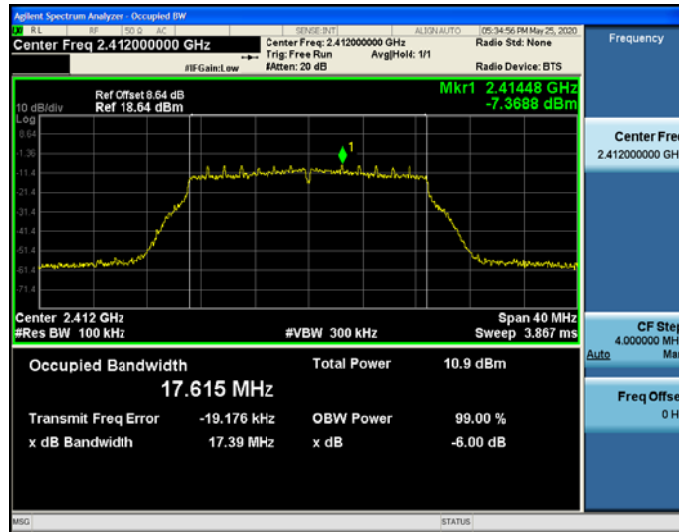 Agilent Spectrum Analyzer - Occupied BW
RL RF 50 Ω AC SENSE:INT ALIGN AUTO 05:34:56 PM May 25, 2020
Center Freq 2.412000000 GHz Center Freq: 2.412000000 GHz Radio Std: None
Trig: Free Run Avg|Hold: 1/1
#IFGain:Low #Atten: 20 dB Radio Device: BTS
Frequency
Ref Offset 8.64 dB Mkr1 2.41448 GHz
10 dB/div Ref 18.64 dBm -7.3688 dBm
Log
8.64
-1.36
-11.4
-21.4
-31.4
-41.4
-51.4
-61.4
-71.4
1
Center 2.412 GHz Span 40 MHz
#Res BW 100 kHz #VBW 300 kHz Sweep 3.867 ms
Occupied Bandwidth Total Power 10.9 dBm
17.615 MHz
Transmit Freq Error -19.176 kHz OBW Power 99.00 %
x dB Bandwidth 17.39 MHz x dB -6.00 dB
Center Fre
2.412000000 GH
CF Step
4.000000 MH
Auto Ma
Freq Offse
0 H
MSG STATUS